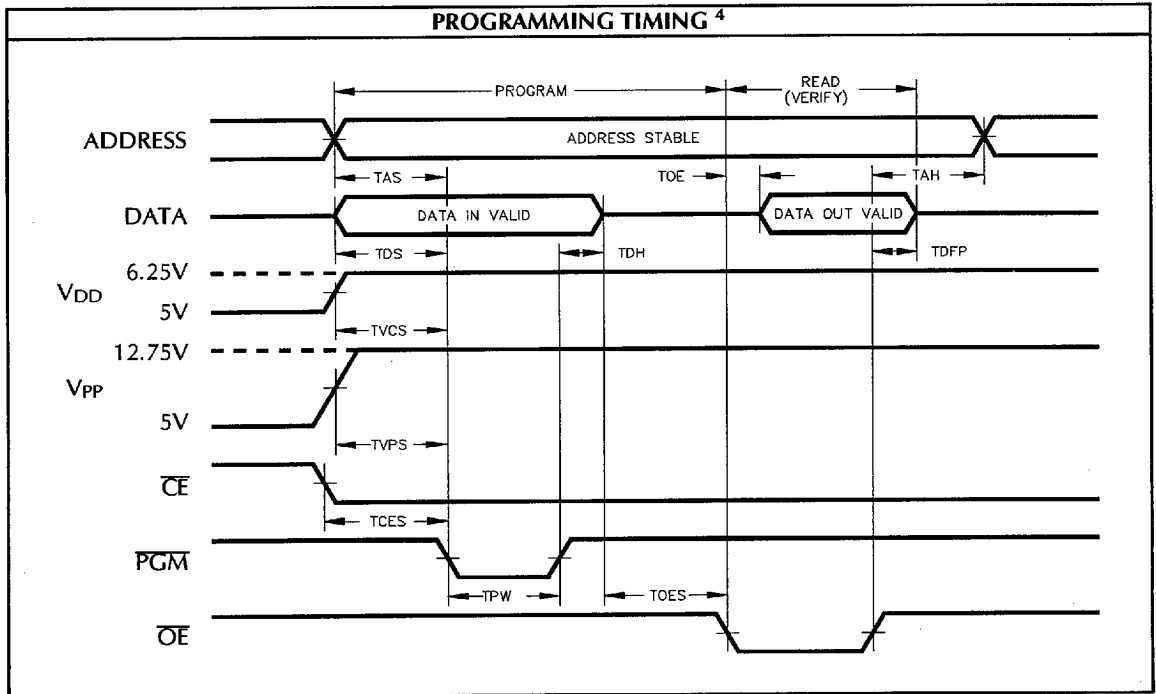 PROGRAMMING TIMING 4
PROGRAM
READ
(VERIFY)
ADDRESS
ADDRESS STABLE
TAS
TOE
TAH
DATA
DATA IN VALID
DATA OUT VALID
TDS
TDH
TDFP
6.25V
VDD
5V
TVCS
12.75V
VPP
5V
TVPS
CE
TCES
PGM
TPW
TOES
OE